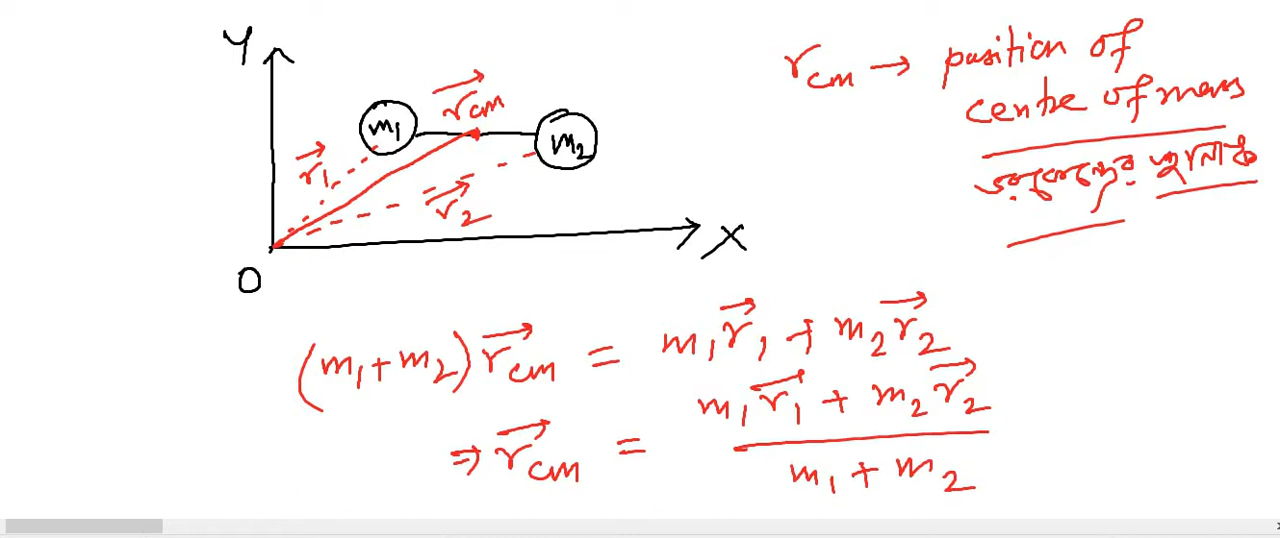 Y
r⃗cm
m₁
m₂
r⃗₁
r⃗₂
X
O
rcm → position of
centre of mass
ভরকেন্দ্রের স্থানাঙ্ক
(m₁+m₂) r⃗cm = m₁r⃗₁ + m₂r⃗₂
⇒ r⃗cm = (m₁r⃗₁ + m₂r⃗₂) / (m₁ + m₂)